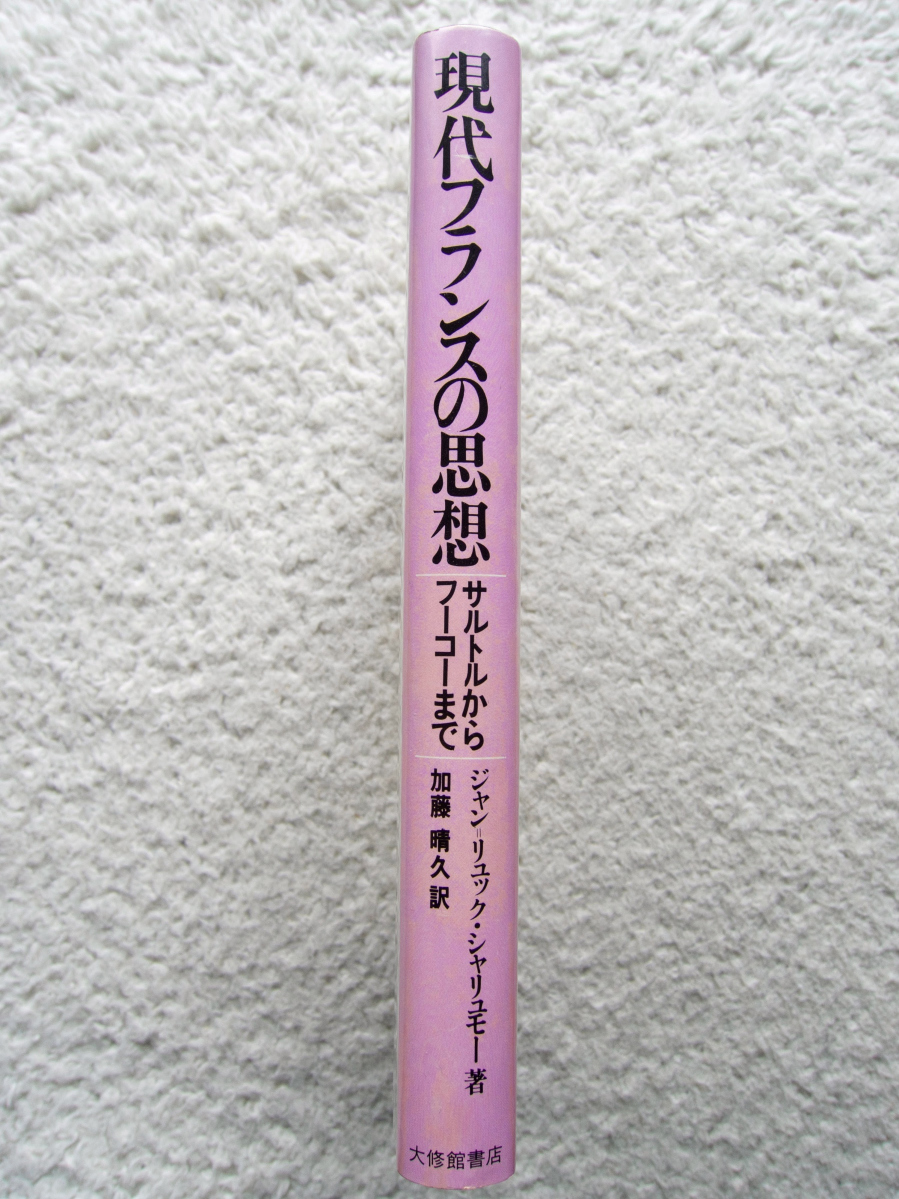 現代フランスの思想
サルトルから
フーコーまで
ジャン=リュック・シャリュモー著
加藤晴久訳
大修館書店